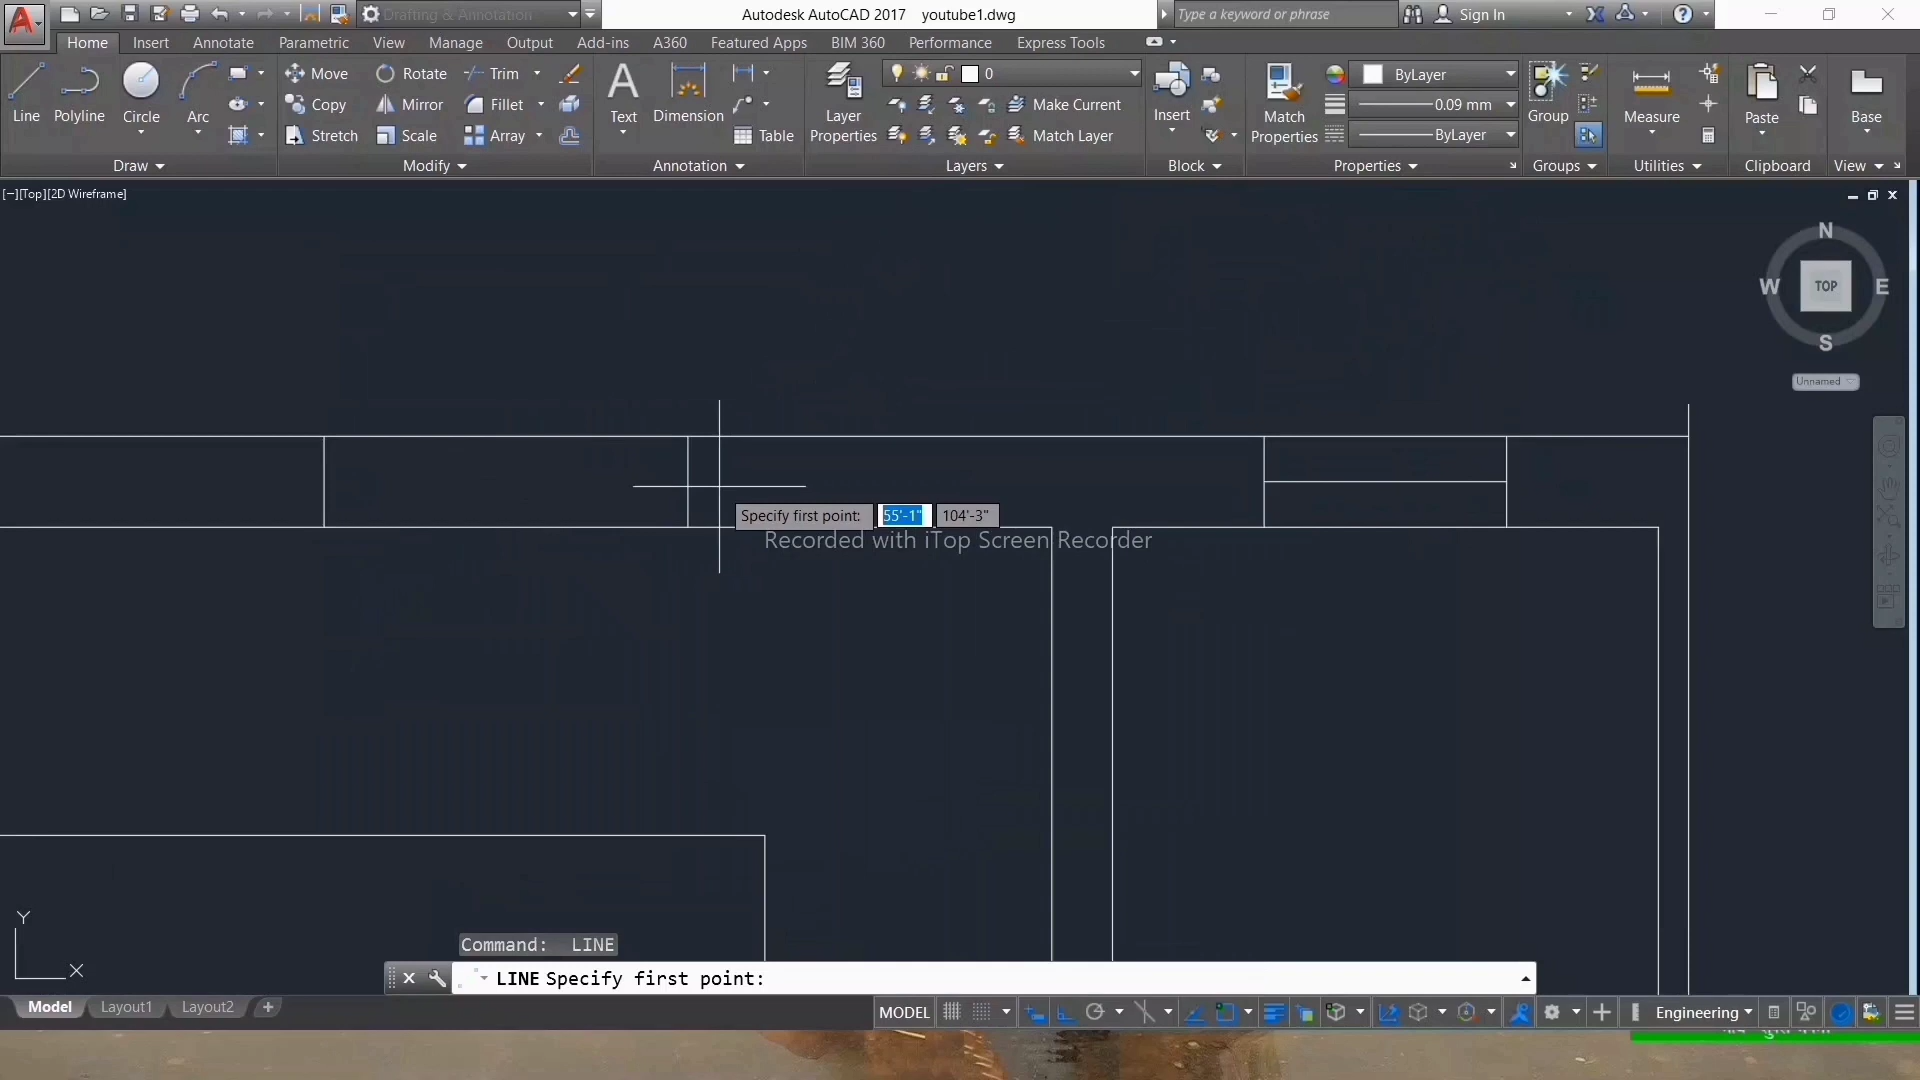 Drafting & Annotation
Autodesk AutoCAD 2017 youtube1.dwg
Type a keyword or phrase
Sign In
Home Insert Annotate Parametric View Manage Output Add-ins A360 Featured Apps BIM 360 Performance Express Tools
Line Polyline Circle Arc
Move Rotate Trim
Copy Mirror Fillet
Stretch Scale Array
Text Dimension Table
Layer Properties
0
Make Current
Match Layer
Insert
Match Properties
ByLayer
0.09 mm
ByLayer
Group
Measure
Paste
Base
Draw Modify Annotation Layers Block Properties Groups Utilities Clipboard View
[−][Top][2D Wireframe]
N
W TOP E
S
Unnamed
Specify first point: 55'-1" 104'-3"
Recorded with iTop Screen Recorder
Y
X
Command: LINE
LINE Specify first point:
Model Layout1 Layout2 +
MODEL
Engineering